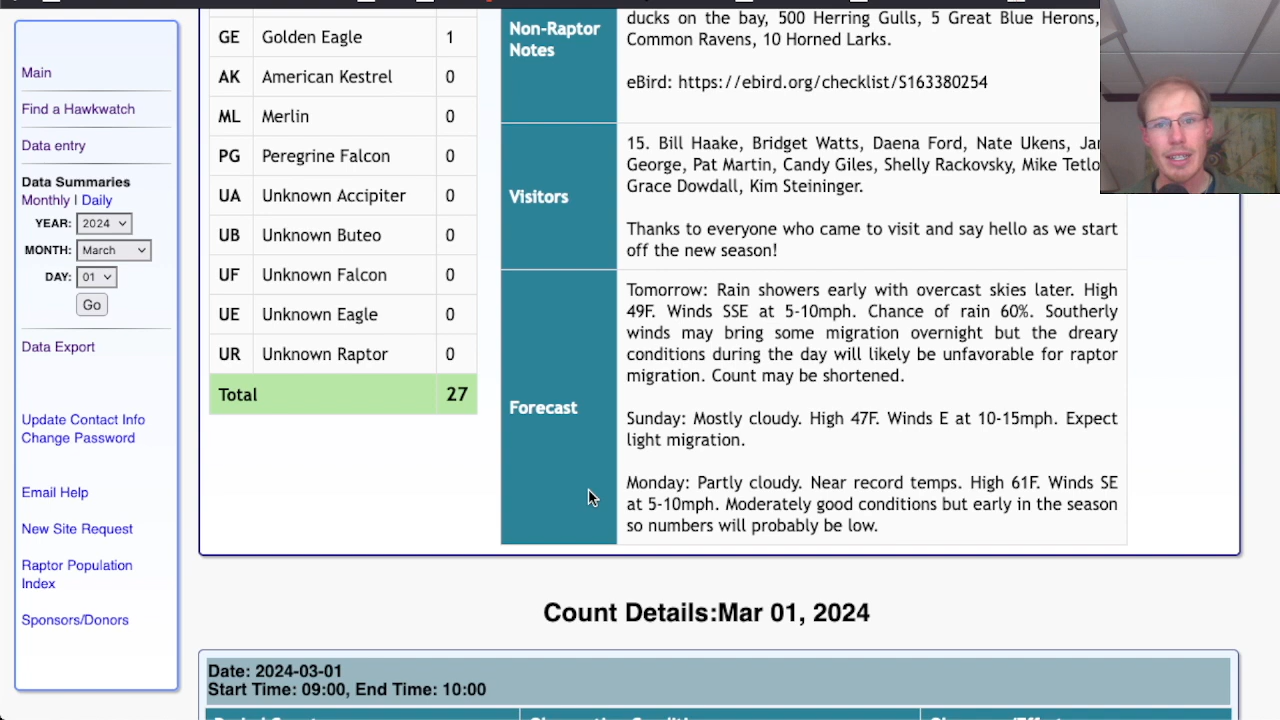 Main
Find a Hawkwatch
Data entry
Data Summaries
Monthly | Daily
YEAR: 2024
MONTH: March
DAY: 01
Go
Data Export
Update Contact Info
Change Password
Email Help
New Site Request
Raptor Population
Index
Sponsors/Donors
GE Golden Eagle 1
AK American Kestrel 0
ML Merlin 0
PG Peregrine Falcon 0
UA Unknown Accipiter 0
UB Unknown Buteo 0
UF Unknown Falcon 0
UE Unknown Eagle 0
UR Unknown Raptor 0
Total 27
Non-Raptor
Notes
ducks on the bay, 500 Herring Gulls, 5 Great Blue Herons,
Common Ravens, 10 Horned Larks.
eBird: https://ebird.org/checklist/S163380254
Visitors
15. Bill Haake, Bridget Watts, Daena Ford, Nate Ukens,
George, Pat Martin, Candy Giles, Shelly Rackovsky, Mike
Grace Dowdall, Kim Steininger.
Thanks to everyone who came to visit and say hello as we start
off the new season!
Forecast
Tomorrow: Rain showers early with overcast skies later. High
49F. Winds SSE at 5-10mph. Chance of rain 60%. Southerly
winds may bring some migration overnight but the dreary
conditions during the day will likely be unfavorable for raptor
migration. Count may be shortened.
Sunday: Mostly cloudy. High 47F. Winds E at 10-15mph. Expect
light migration.
Monday: Partly cloudy. Near record temps. High 61F. Winds SE
at 5-10mph. Moderately good conditions but early in the season
so numbers will probably be low.
Count Details:Mar 01, 2024
Date: 2024-03-01
Start Time: 09:00, End Time: 10:00